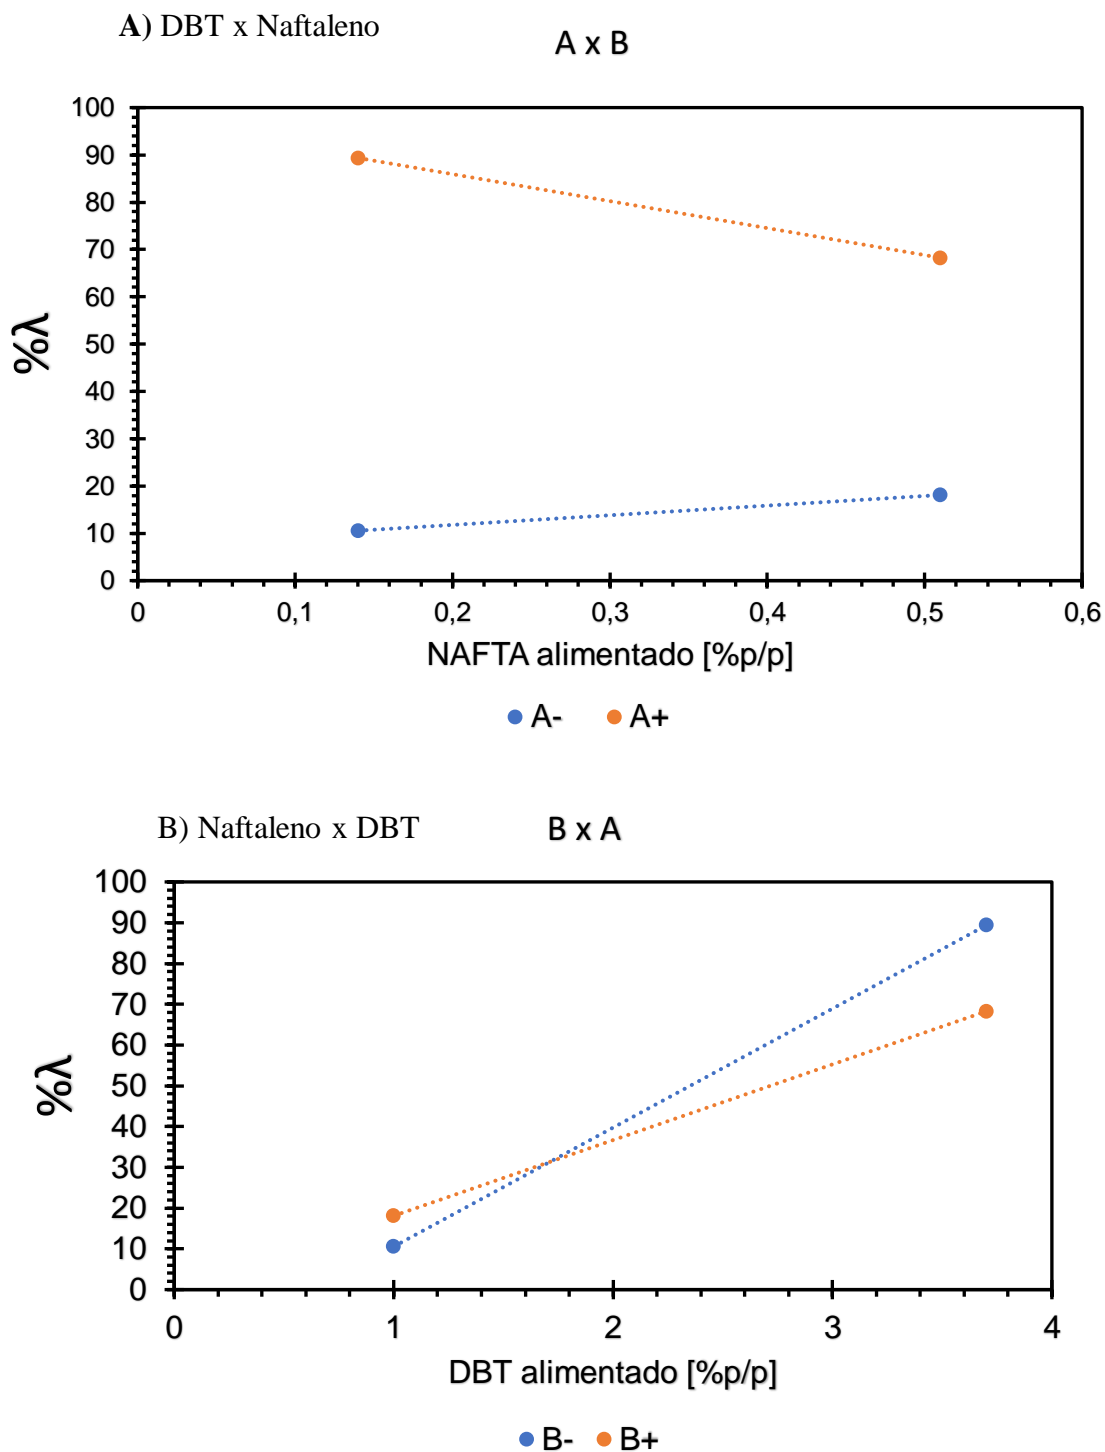 A) DBT x Naftaleno
A x B
100
90
80
70
60
50
40
30
20
10
0
%λ
0 0,1 0,2 0,3 0,4 0,5 0,6
NAFTA alimentado [%p/p]
A- A+
B) Naftaleno x DBT
B x A
100
90
80
70
60
50
40
30
20
10
0
%λ
0 1 2 3 4
DBT alimentado [%p/p]
B- B+